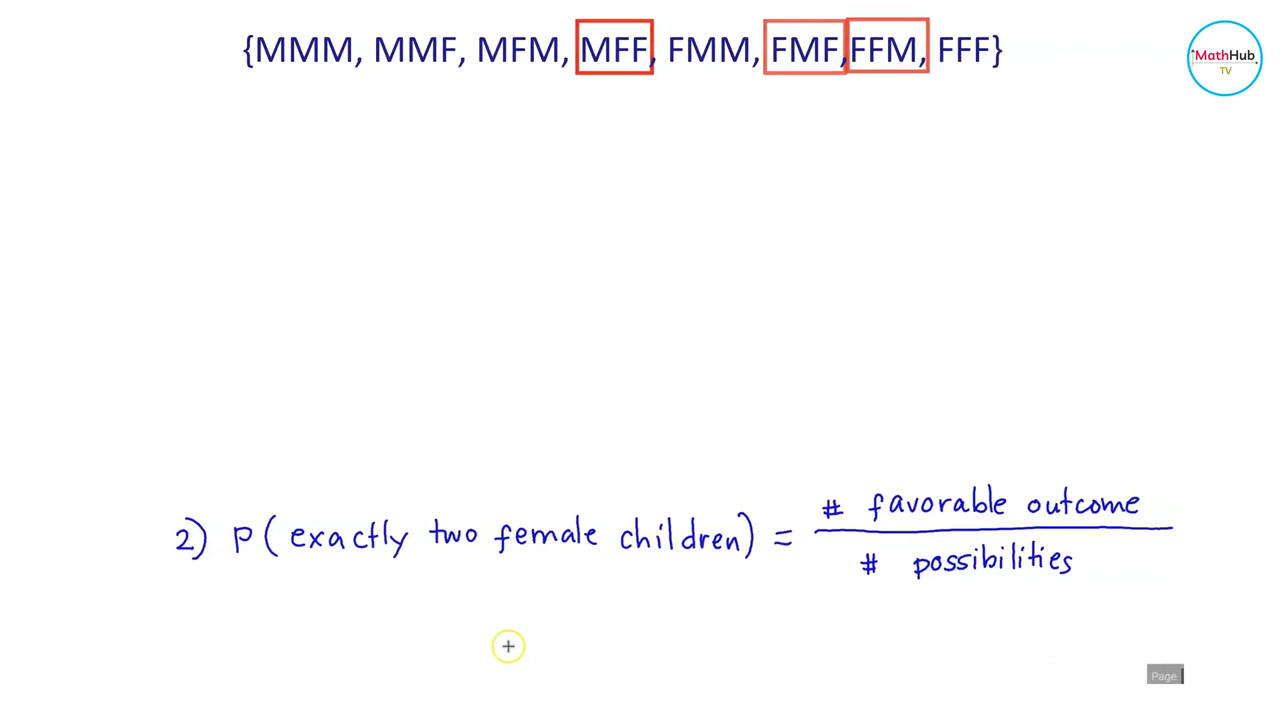 {MMM, MMF, MFM, MFF, FMM, FMF, FFM, FFF}
MathHub
TV
2) P(exactly two female children) = # favorable outcome
# possibilities
Page